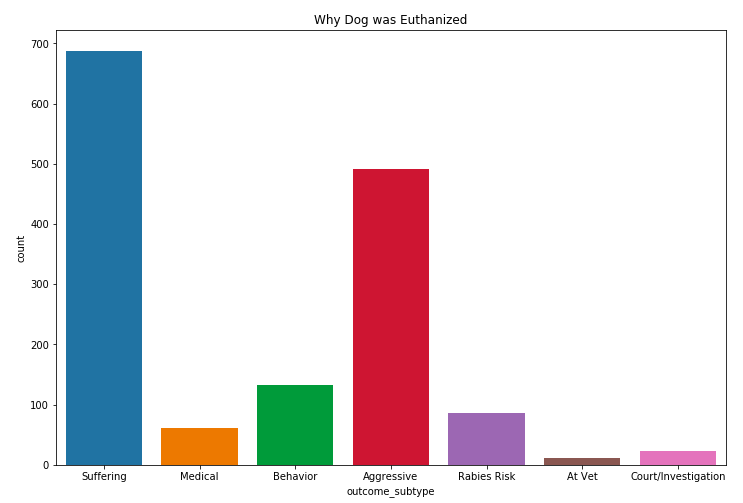 Why Dog was Euthanized
700
600
500
400
300
200
100
0
count
Suffering Medical Behavior Aggressive Rabies Risk At Vet Court/Investigation
outcome_subtype